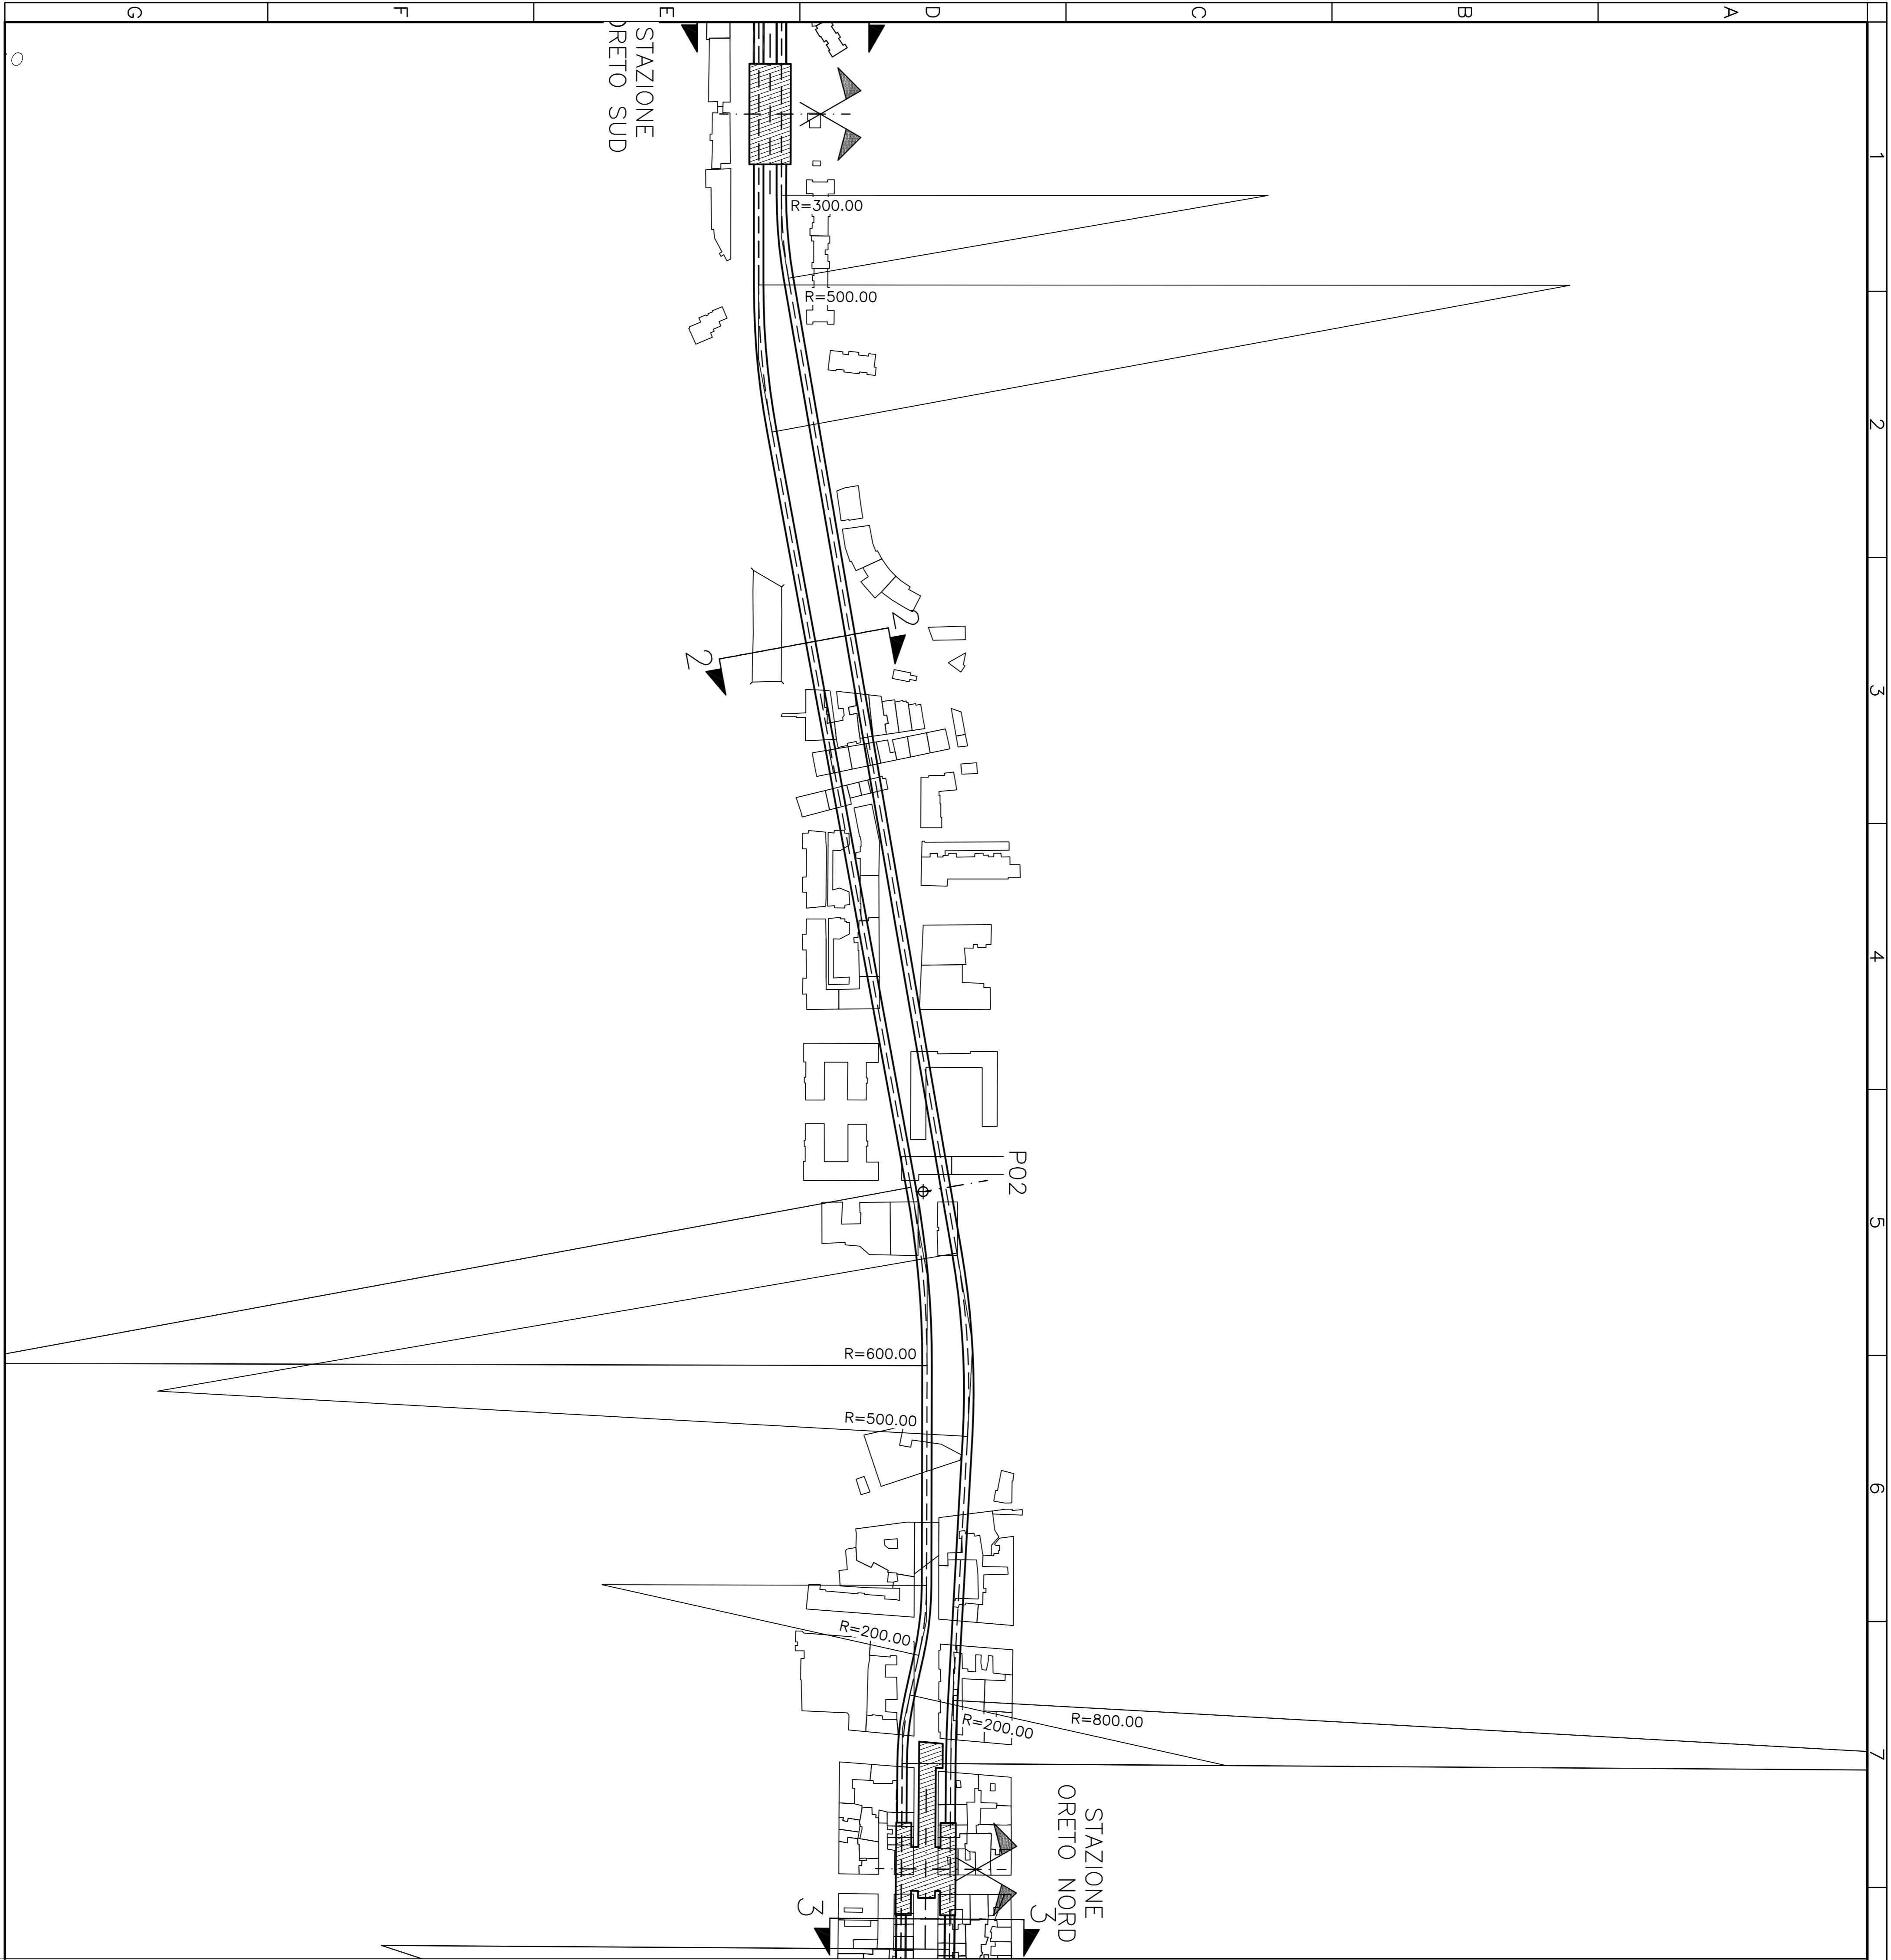 G
F
E
D
C
B
A
1
2
3
4
5
6
7
STAZIONE
ORETO SUD
R=300.00
R=500.00
2
2
P02
R=600.00
R=500.00
R=200.00
R=200.00
R=800.00
STAZIONE
ORETO NORD
3
3